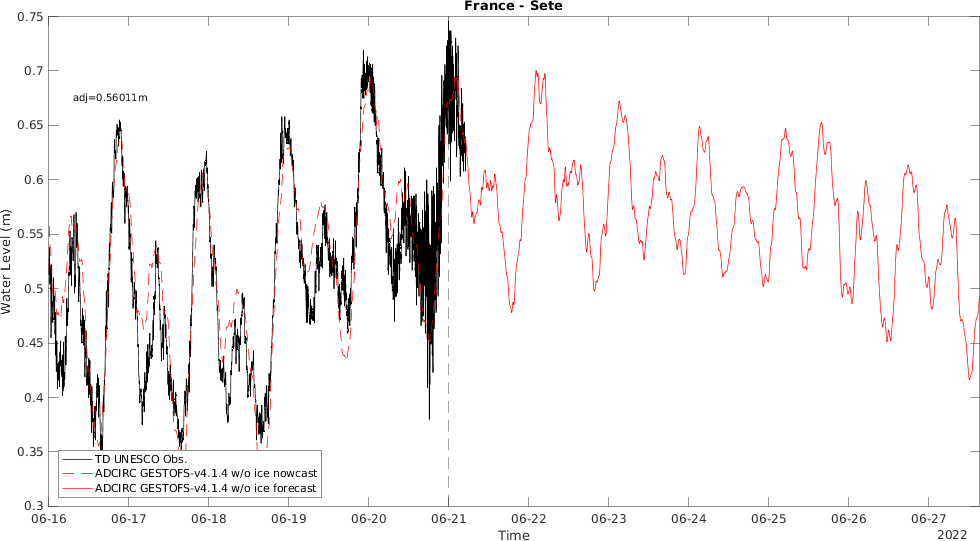 France - Sete
0.75
0.7
0.65
0.6
0.55
0.5
0.45
0.4
0.35
0.3
Water Level (m)
adj=0.56011m
TD UNESCO Obs.
ADCIRC GESTOFS-v4.1.4 w/o ice nowcast
ADCIRC GESTOFS-v4.1.4 w/o ice forecast
06-16 06-17 06-18 06-19 06-20 06-21 06-22 06-23 06-24 06-25 06-26 06-27
Time
2022